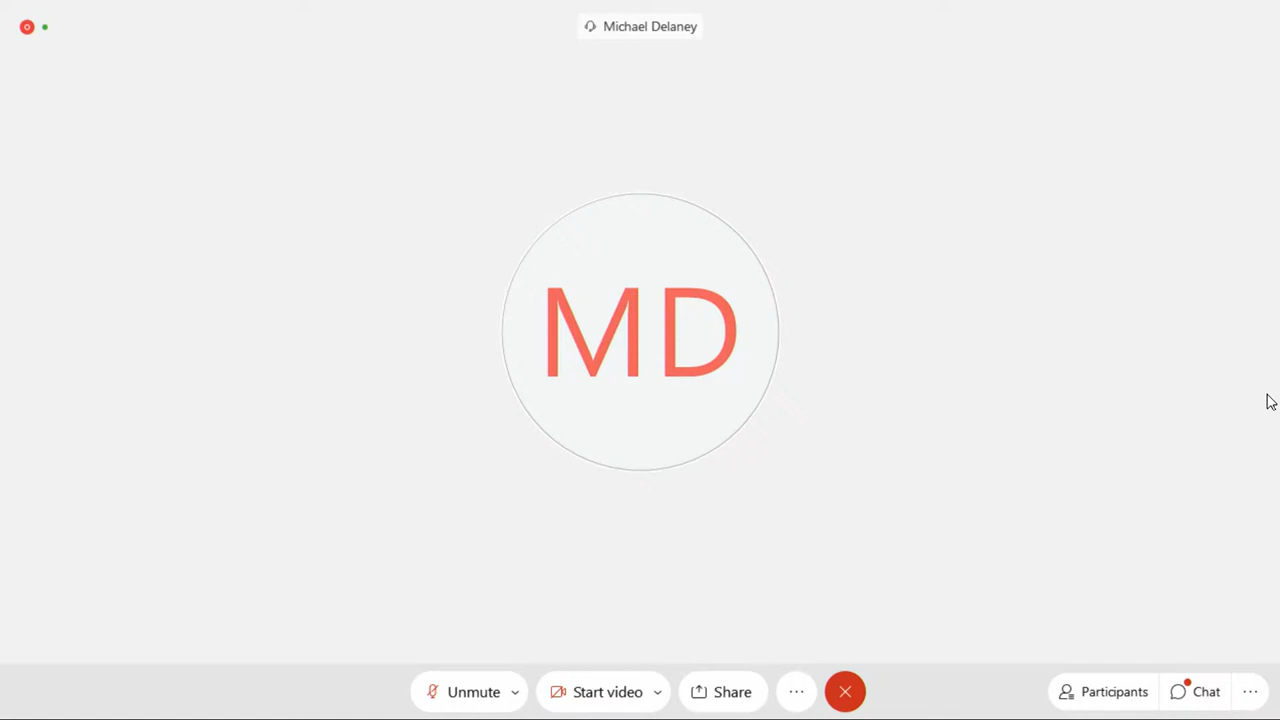 Michael Delaney
MD
Unmute
Start video
Share
Participants
Chat